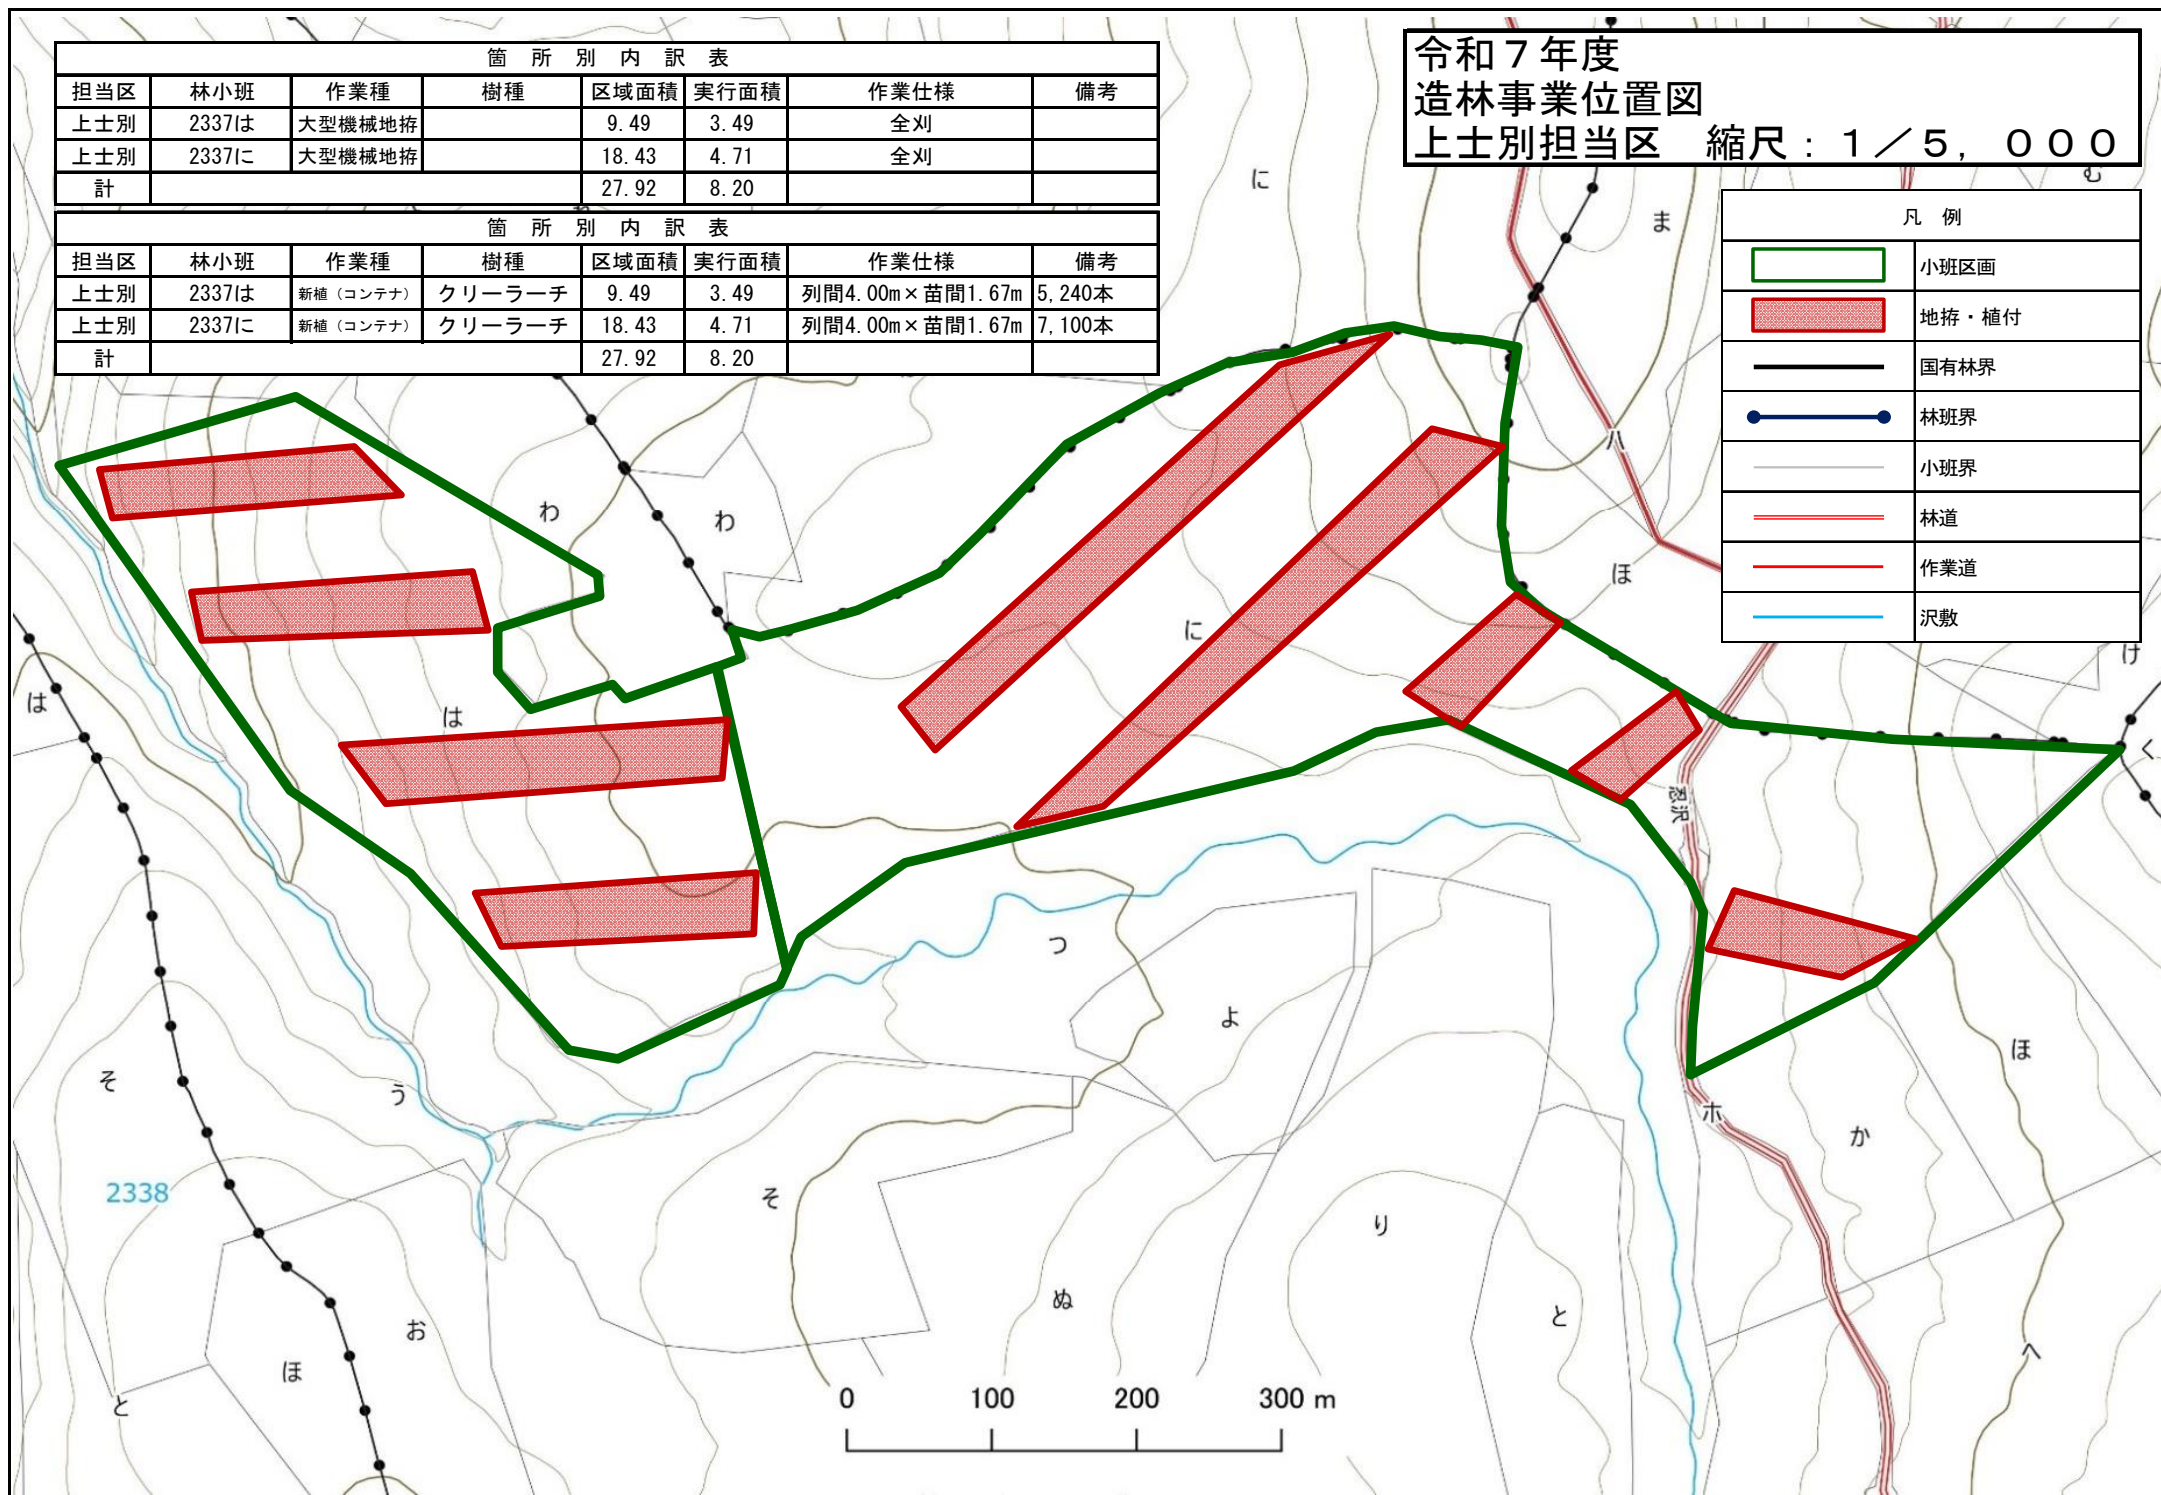 箇 所 別 内 訳 表
担当区 林小班 作業種 樹種 区域面積 実行面積 作業仕様 備考
上士別 2337は 大型機械地拵 9.49 3.49 全刈
上士別 2337に 大型機械地拵 18.43 4.71 全刈
計 27.92 8.20
箇 所 別 内 訳 表
担当区 林小班 作業種 樹種 区域面積 実行面積 作業仕様 備考
上士別 2337は 新植（コンテナ） クリーラーチ 9.49 3.49 列間4.00m×苗間1.67m 5,240本
上士別 2337に 新植（コンテナ） クリーラーチ 18.43 4.71 列間4.00m×苗間1.67m 7,100本
計 27.92 8.20
令和７年度
造林事業位置図
上士別担当区　縮尺：１／５，０００
凡 例
小班区画
地拵・植付
国有林界
林班界
小班界
林道
作業道
沢敷
に
ま
む
八
わ
わ
ほ
に
け
は
は
く
つ
よ
ほ
そ
う
ホ
か
2338
そ
り
ぬ
と
お
ほ
へ
と
0 100 200 300 m